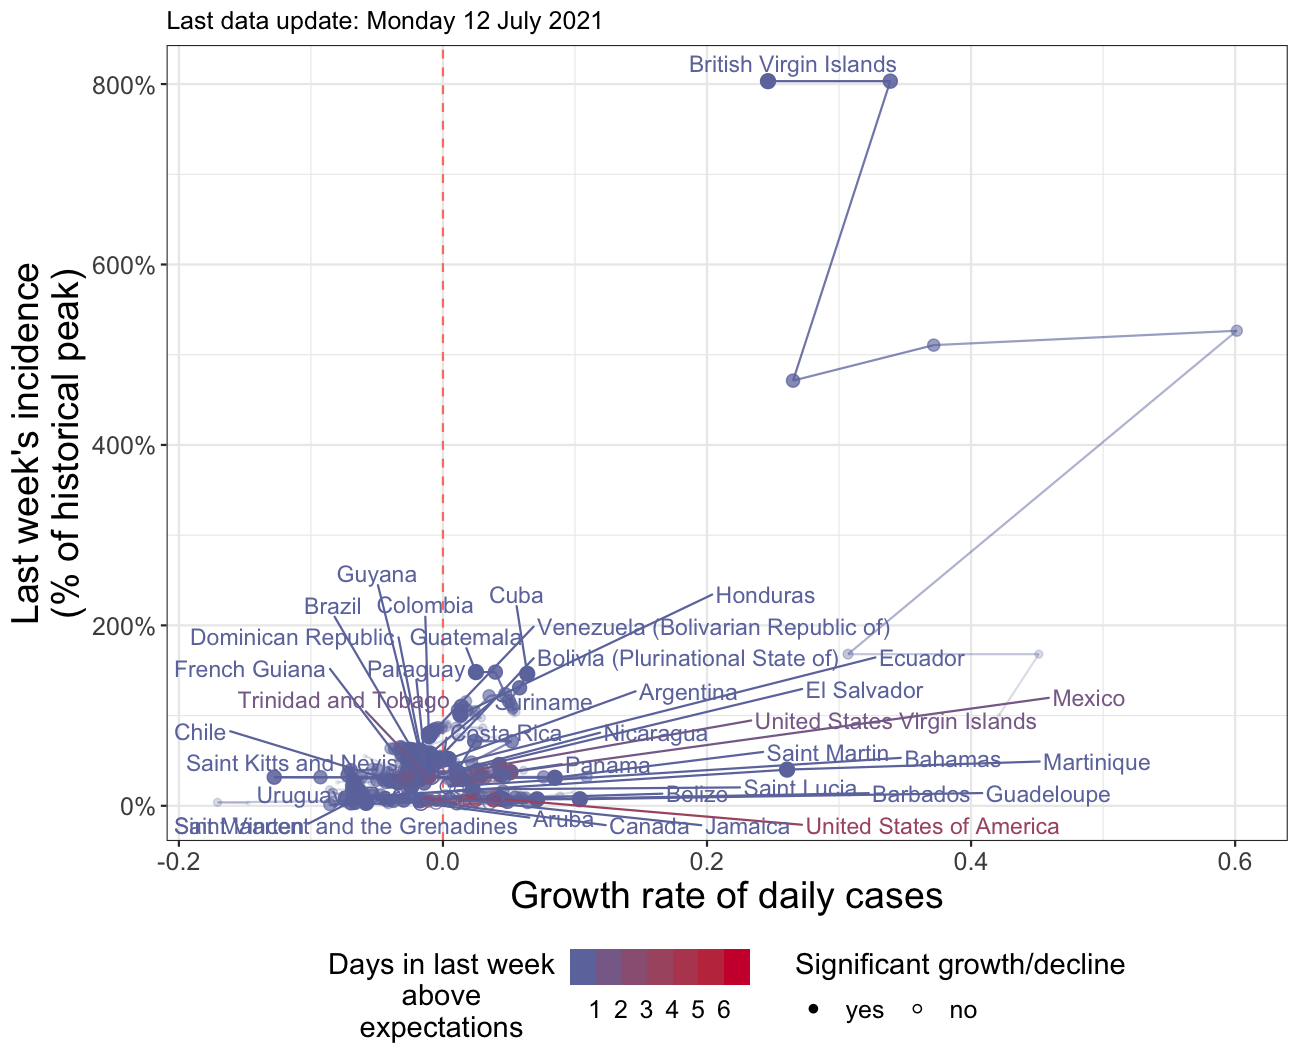 Last data update: Monday 12 July 2021
British Virgin Islands
800%
600%
400%
200%
0%
Last week's incidence
(% of historical peak)
Guyana
Brazil
Colombia
Cuba
Honduras
Dominican Republic
Guatemala
Venezuela (Bolivarian Republic of)
French Guiana
Paraguay
Bolivia (Plurinational State of)
Ecuador
Trinidad and Tobago
Suriname
Argentina
El Salvador
Mexico
Chile
Costa Rica
Nicaragua
United States Virgin Islands
Saint Kitts and Nevis
Panama
Saint Martin
Bahamas
Martinique
Uruguay
Belize
Saint Lucia
Barbados
Guadeloupe
Sint Maarten
Saint Vincent and the Grenadines
Aruba
Canada
Jamaica
United States of America
-0.2
0.0
0.2
0.4
0.6
Growth rate of daily cases
Days in last week
above
expectations
1 2 3 4 5 6
Significant growth/decline
yes
no